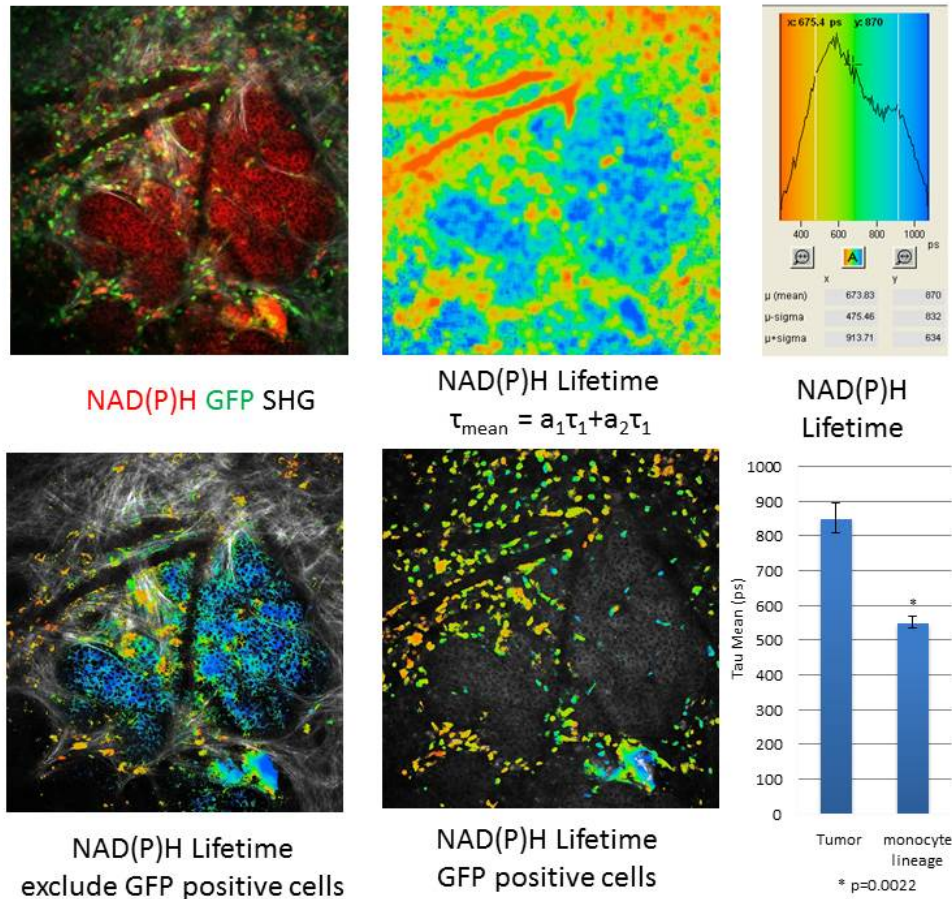 x: 675.4 ps y: 870
400 600 800 1000
ps
A
x y
µ (mean) 673.83 870
µ-sigma 475.46 832
µ+sigma 913.71 634
NAD(P)H GFP SHG
NAD(P)H Lifetime
τmean = a1τ1+a2τ1
NAD(P)H
Lifetime
1000
900
800
700
600
500
400
300
200
100
0
Tau Mean (ps)
*
Tumor
monocyte
lineage
* p=0.0022
NAD(P)H Lifetime
exclude GFP positive cells
NAD(P)H Lifetime
GFP positive cells